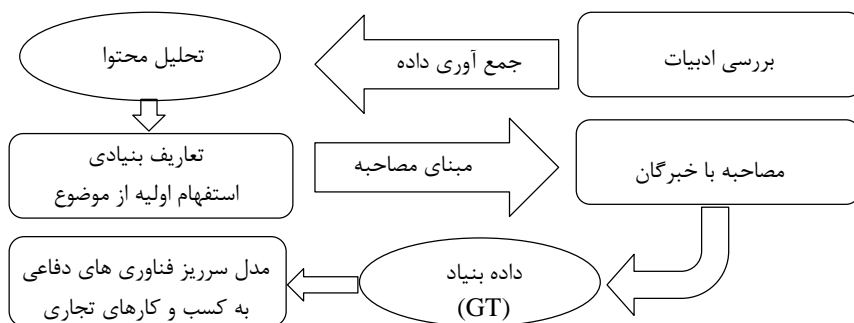 بررسی ادبیات
جمع آوری داده
تحلیل محتوا
تعاریف بنیادی
استفهام اولیه از موضوع
مبنای مصاحبه
مصاحبه با خبرگان
داده بنیاد
(GT)
مدل سرریز فناوری های دفاعی
به کسب و کارهای تجاری